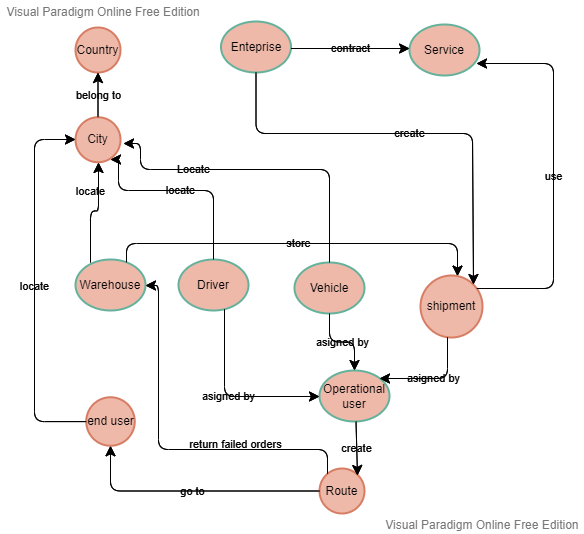 Visual Paradigm Online Free Edition
Country
Enteprise
contract
Service
belong to
City
create
Locate
use
locate
locate
store
locate
Warehouse
Driver
Vehicle
shipment
asigned by
asigned by
Operational
user
asigned by
end user
return failed orders
create
go to
Route
Visual Paradigm Online Free Edition